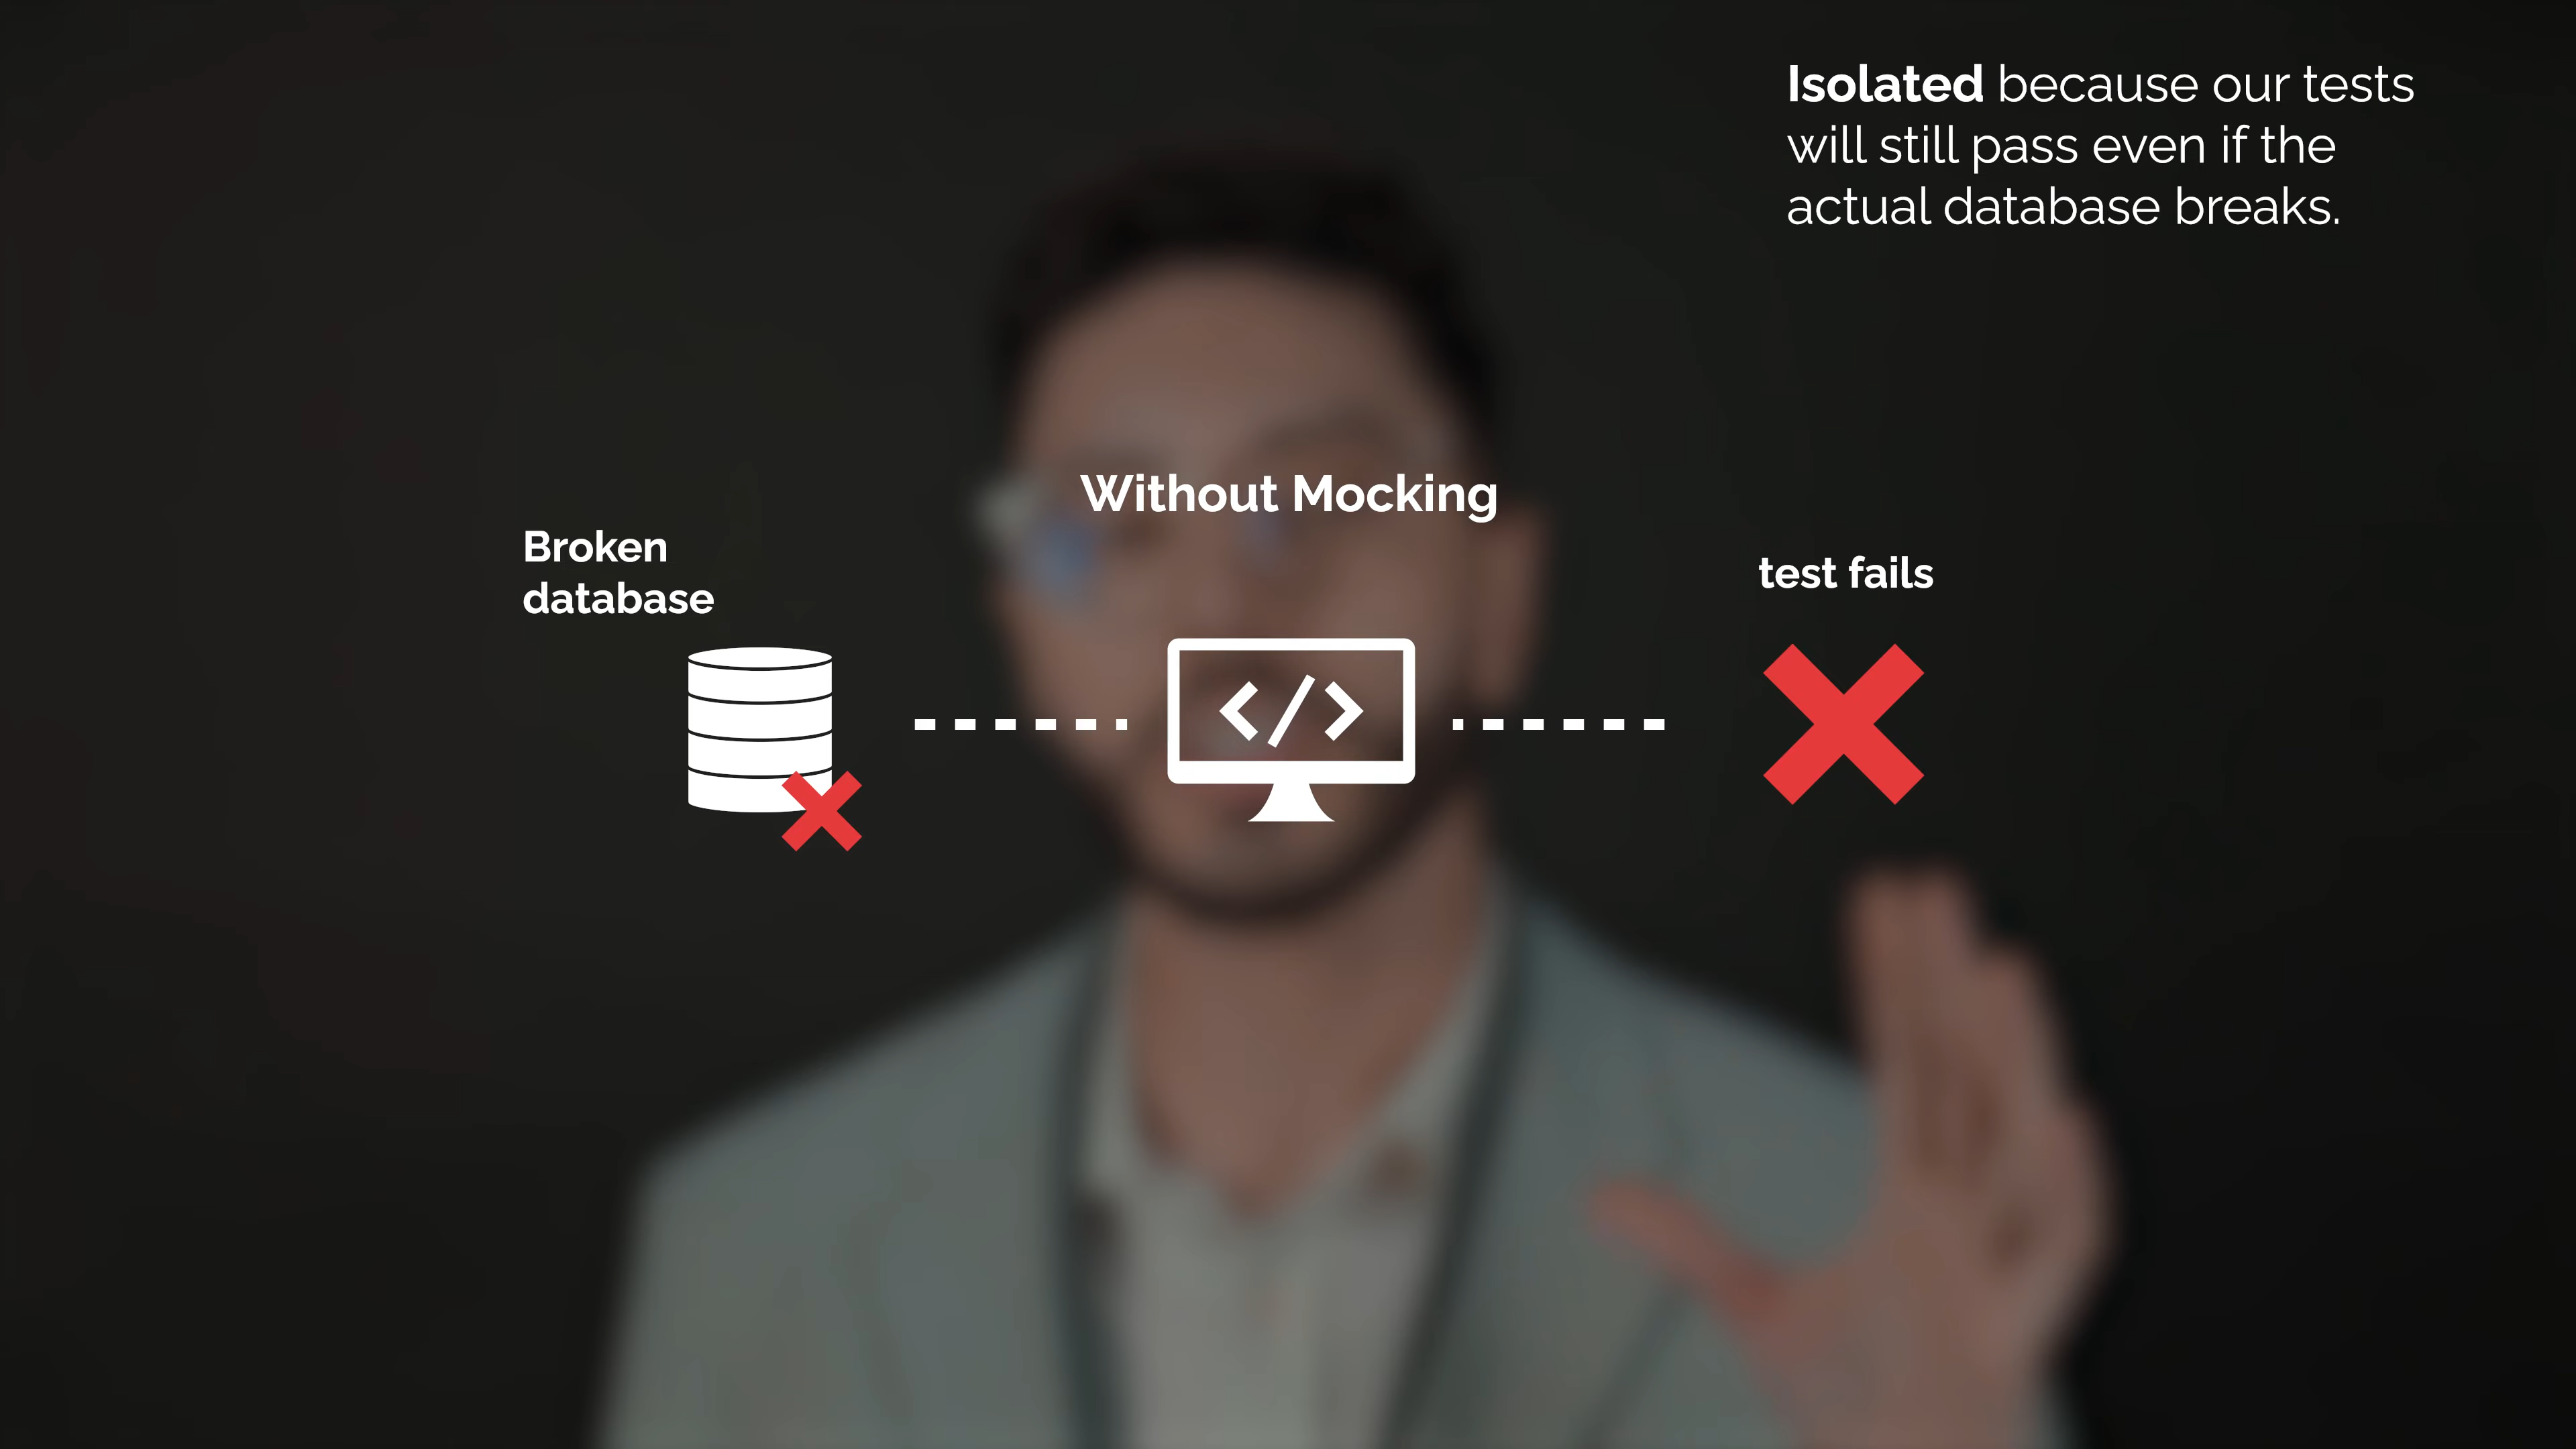 Isolated because our tests
will still pass even if the
actual database breaks.
Without Mocking
Broken
database
test fails
</>